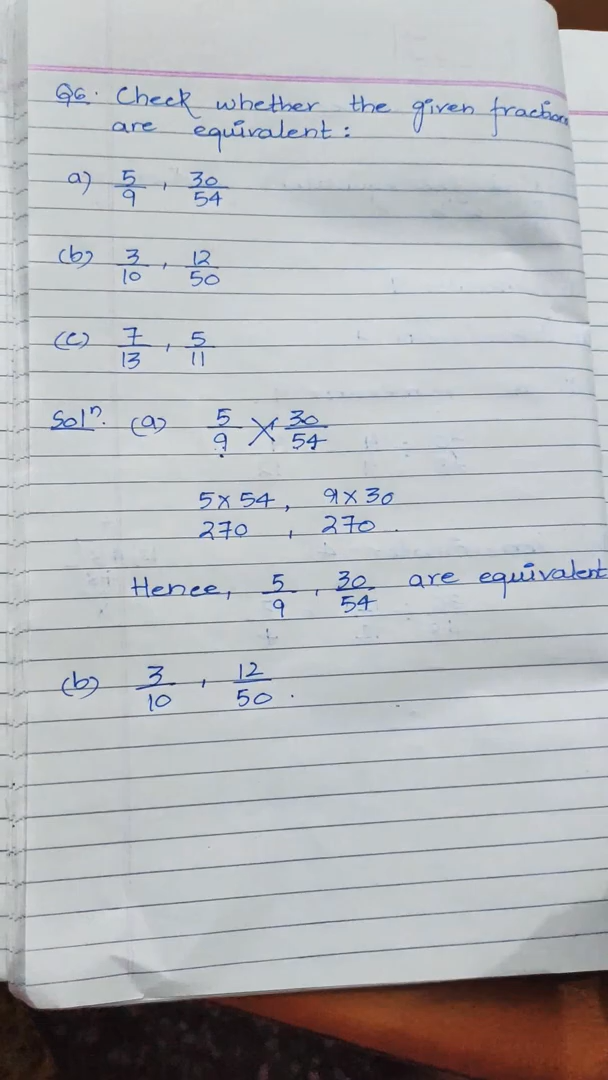 Q6. Check whether the given fractions
are equivalent:
a) 5/9 , 30/54
(b) 3/10 , 12/50
(c) 7/13 , 5/11
Solⁿ. (a) 5/9 × 30/54
5 × 54 , 9 × 30
270 , 270.
Hence, 5/9 , 30/54 are equivalent
(b) 3/10 , 12/50.